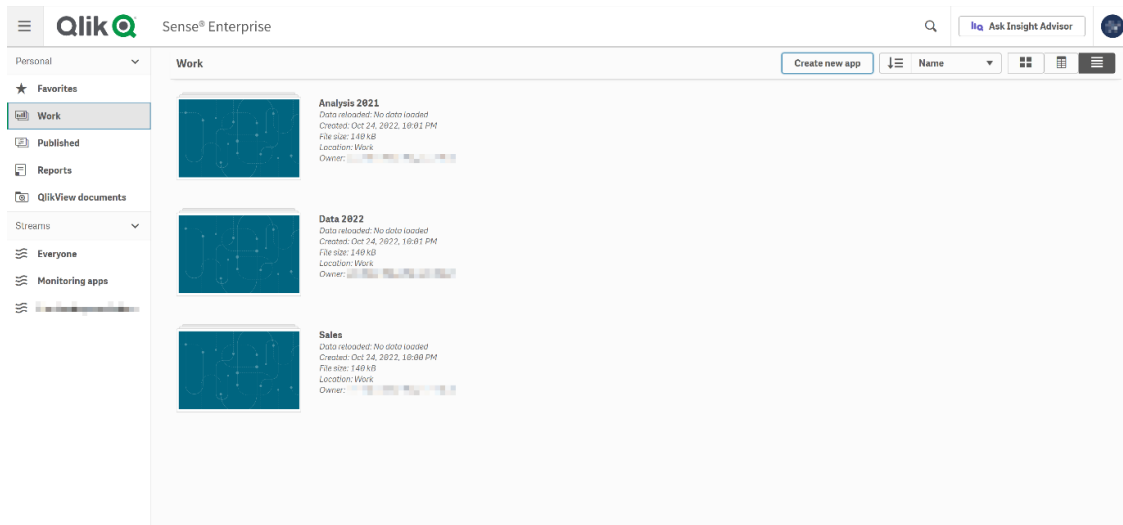 Qlik Q Sense® Enterprise
Ask Insight Advisor
Personal
Favorites
Work
Published
Reports
QlikView documents
Streams
Everyone
Monitoring apps
Work
Create new app
Name
Analysis 2021
Data reloaded: No data loaded
Created: Oct 24, 2022, 10:01 PM
File size: 140 kB
Location: Work
Owner:
Data 2022
Data reloaded: No data loaded
Created: Oct 24, 2022, 10:01 PM
File size: 140 kB
Location: Work
Owner:
Sales
Data reloaded: No data loaded
Created: Oct 24, 2022, 10:00 PM
File size: 140 kB
Location: Work
Owner: